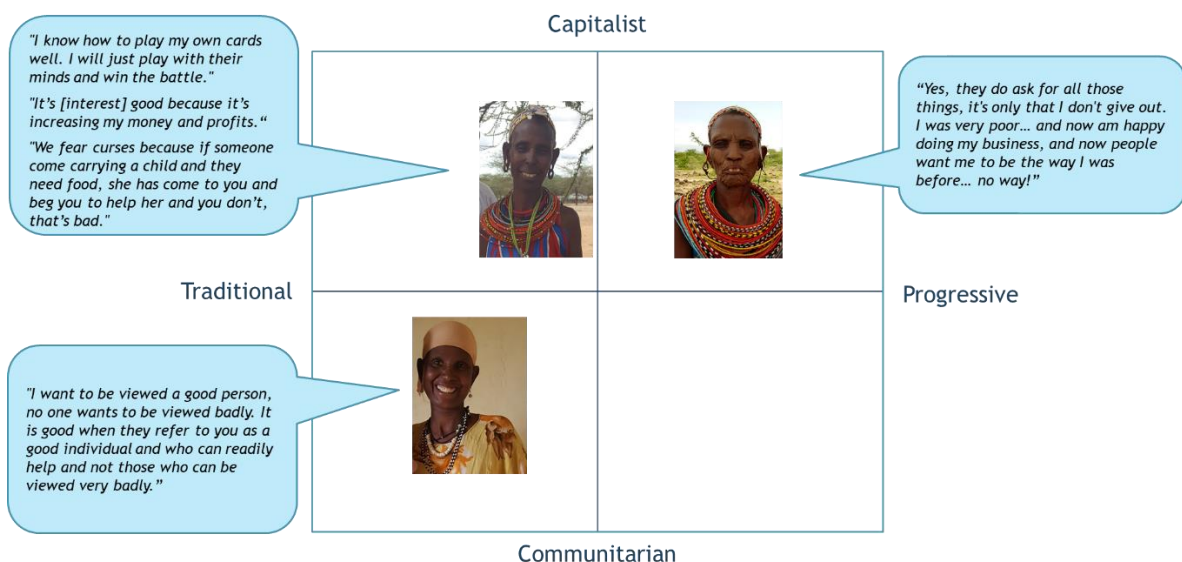 Capitalist
"I know how to play my own cards
well. I will just play with their
minds and win the battle."
"It’s [interest] good because it’s
increasing my money and profits.“
"We fear curses because if someone
come carrying a child and they
need food, she has come to you and
beg you to help her and you don’t,
that’s bad."
“Yes, they do ask for all those
things, it's only that I don't give out.
I was very poor… and now am happy
doing my business, and now people
want me to be the way I was
before… no way!”
Traditional
Progressive
"I want to be viewed a good person,
no one wants to be viewed badly. It
is good when they refer to you as a
good individual and who can readily
help and not those who can be
viewed very badly.”
Communitarian